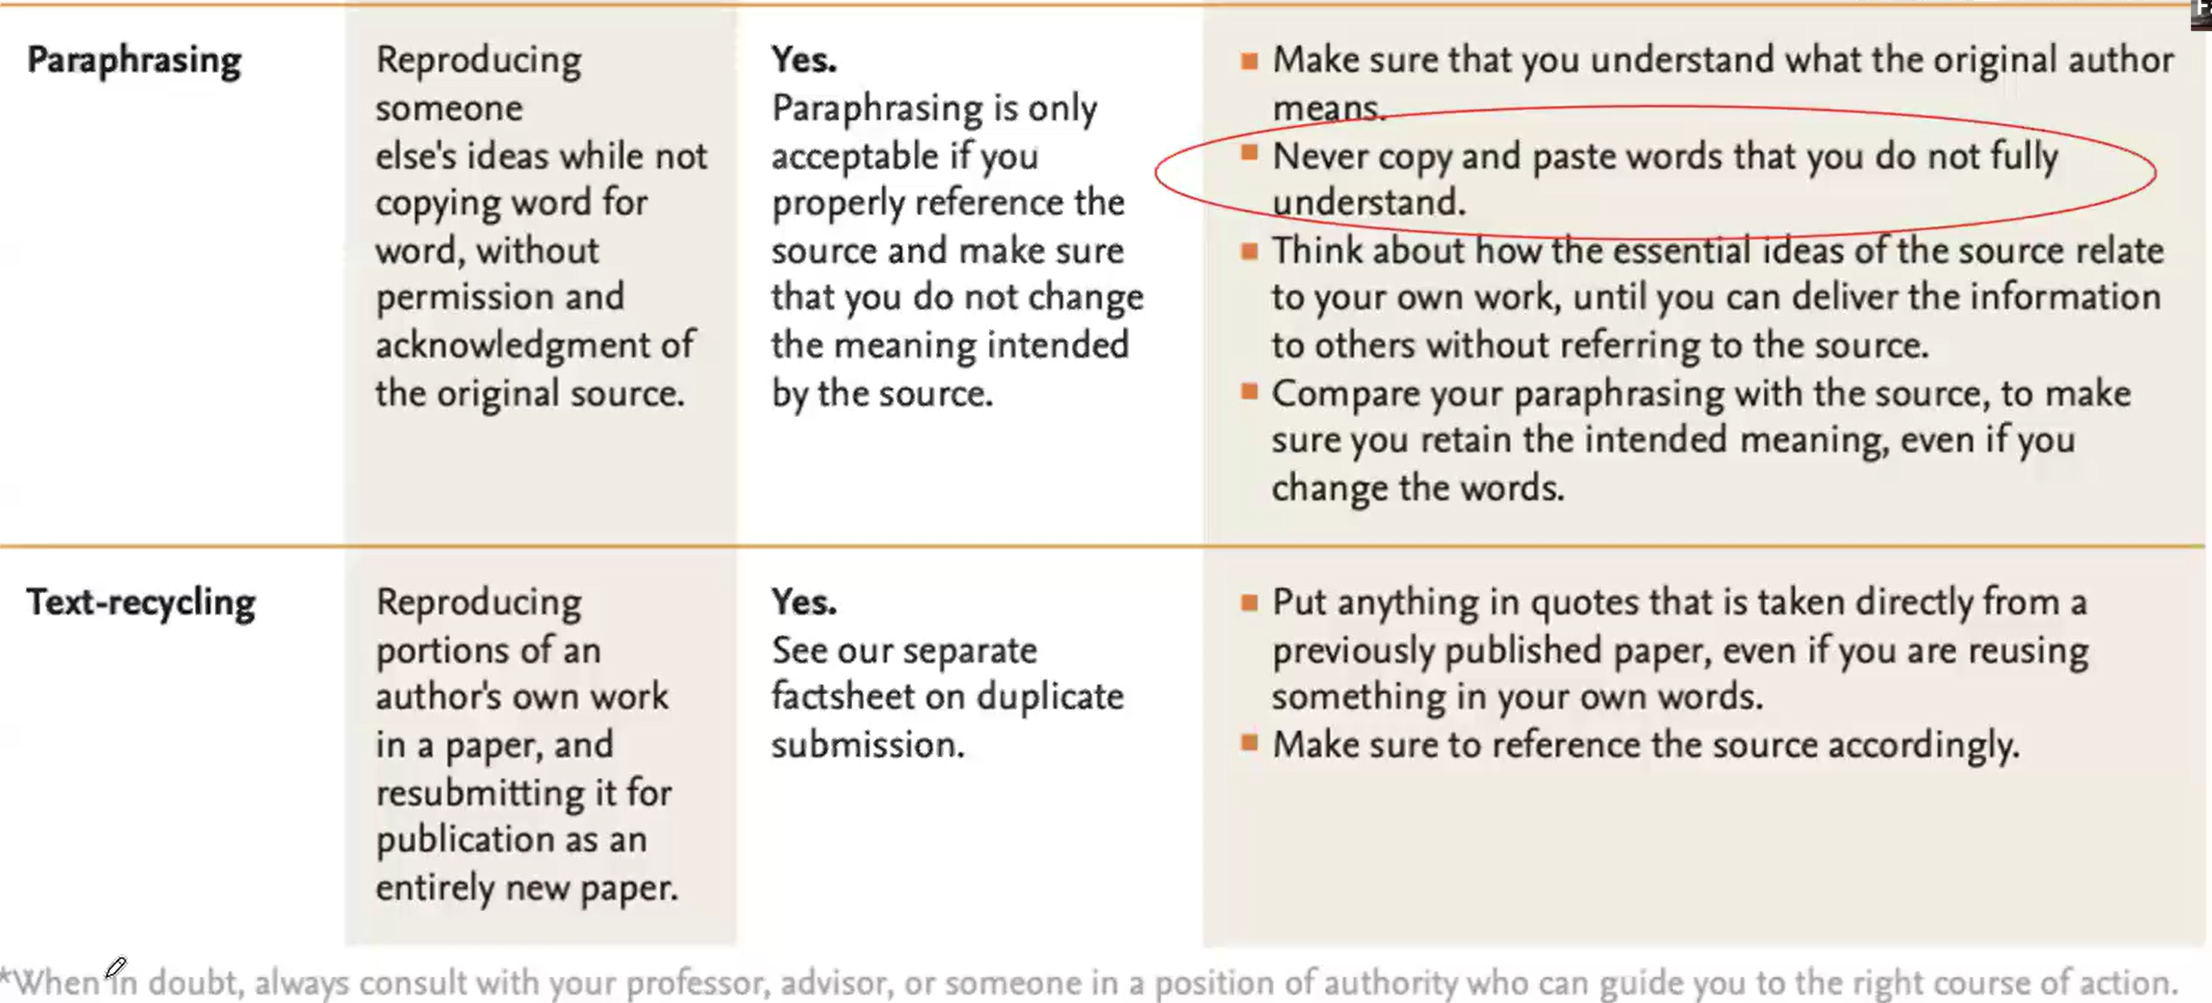 Paraphrasing
Reproducing
someone
else's ideas while not
copying word for
word, without
permission and
acknowledgment of
the original source.
Yes.
Paraphrasing is only
acceptable if you
properly reference the
source and make sure
that you do not change
the meaning intended
by the source.
Make sure that you understand what the original author
means.
Never copy and paste words that you do not fully
understand.
Think about how the essential ideas of the source relate
to your own work, until you can deliver the information
to others without referring to the source.
Compare your paraphrasing with the source, to make
sure you retain the intended meaning, even if you
change the words.
Text-recycling
Reproducing
portions of an
author's own work
in a paper, and
resubmitting it for
publication as an
entirely new paper.
Yes.
See our separate
factsheet on duplicate
submission.
Put anything in quotes that is taken directly from a
previously published paper, even if you are reusing
something in your own words.
Make sure to reference the source accordingly.
*When in doubt, always consult with your professor, advisor, or someone in a position of authority who can guide you to the right course of action.